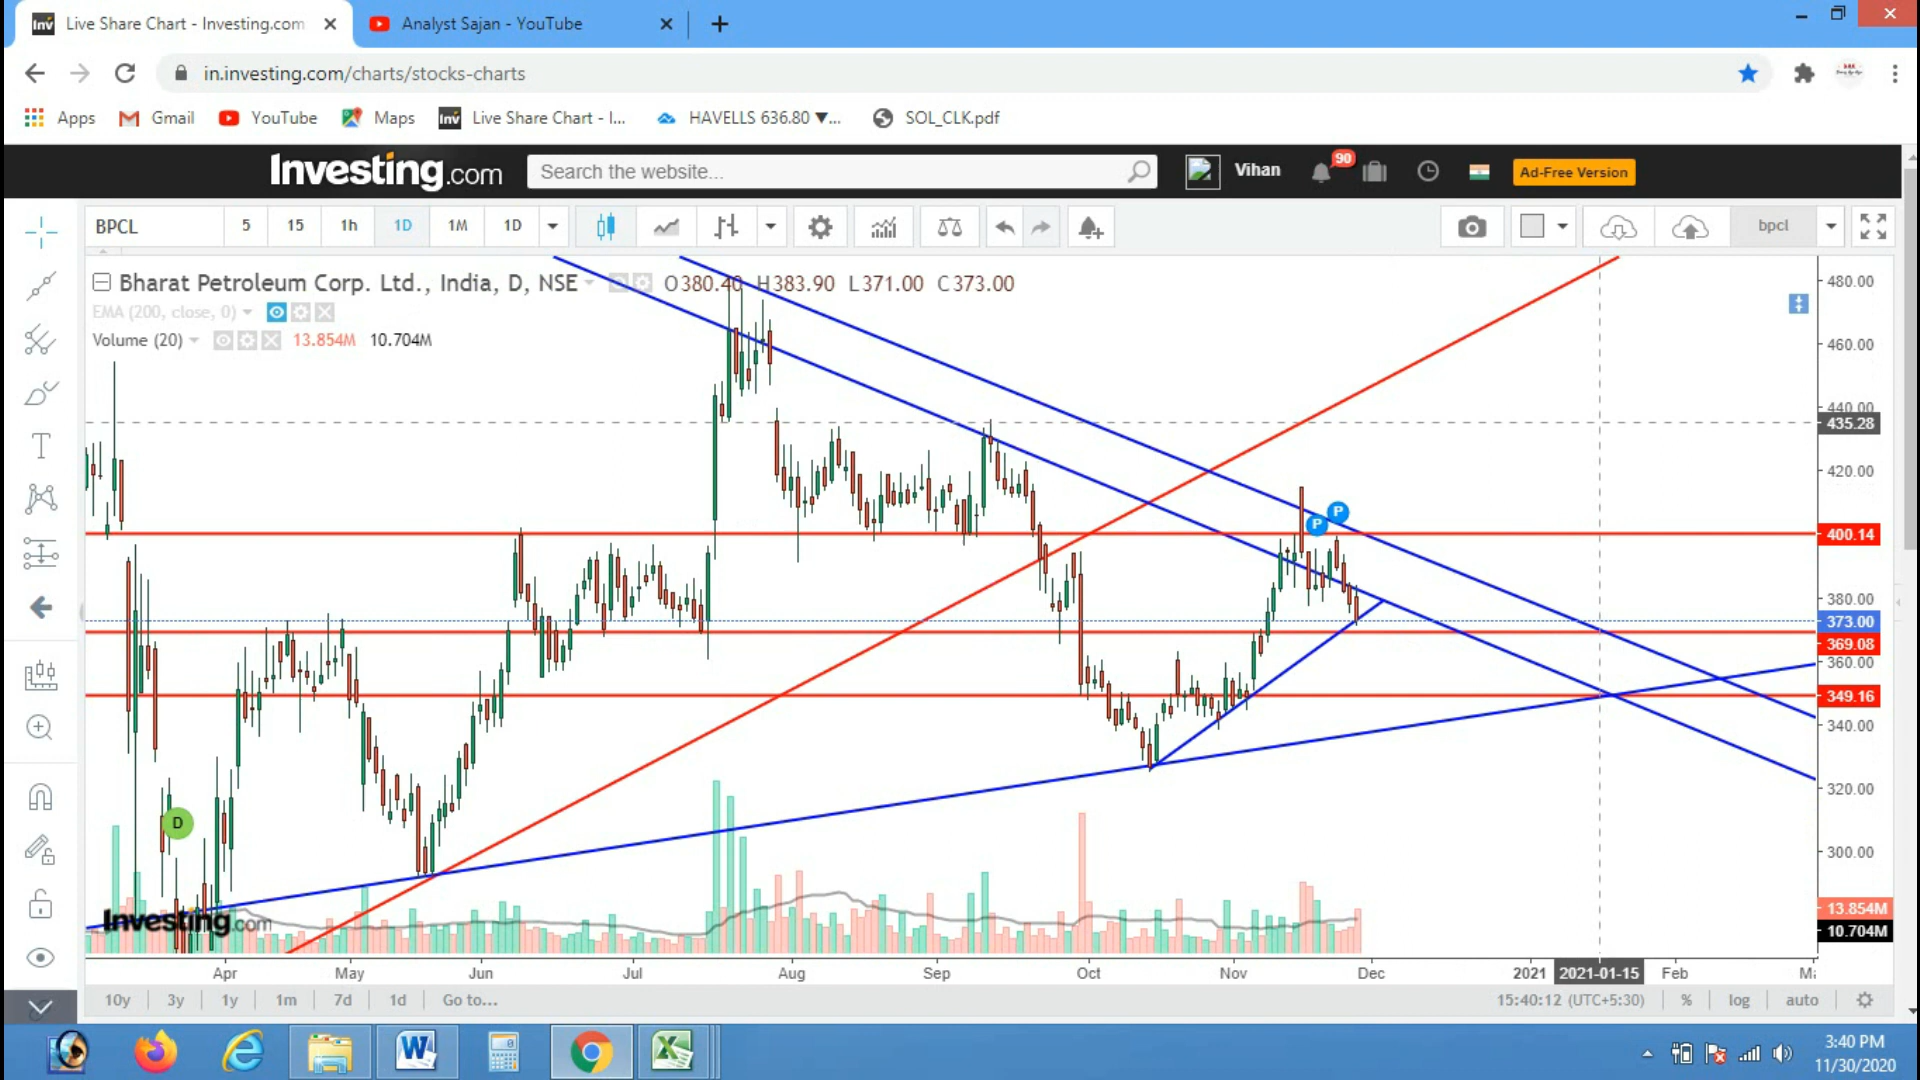 Inv Live Share Chart - Investing.com
Analyst Sajan - YouTube
in.investing.com/charts/stocks-charts
Apps
Gmail
YouTube
Maps
Inv Live Share Chart - I...
HAVELLS 636.80 ▼...
SOL_CLK.pdf
Investing.com
Search the website...
Vihan
90
Ad-Free Version
BPCL
5
15
1h
1D
1M
1D
bpcl
Bharat Petroleum Corp. Ltd., India, D, NSE
O380.40 H383.90 L371.00 C373.00
EMA (200, close, 0)
Volume (20) 13.854M 10.704M
480.00
460.00
440.00
435.28
420.00
400.14
380.00
373.00
369.08
360.00
349.16
340.00
320.00
300.00
13.854M
10.704M
P
P
D
T
Investing.com
Apr
May
Jun
Jul
Aug
Sep
Oct
Nov
Dec
2021
2021-01-15
Feb
10y
3y
1y
1m
7d
1d
Go to...
15:40:12 (UTC+5:30)
%
log
auto
3:40 PM
11/30/2020